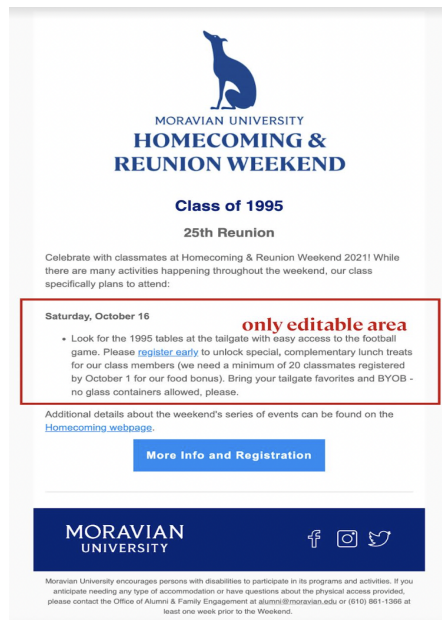 MORAVIAN UNIVERSITY
HOMECOMING &
REUNION WEEKEND
Class of 1995
25th Reunion
Celebrate with classmates at Homecoming & Reunion Weekend 2021! While
there are many activities happening throughout the weekend, our class
specifically plans to attend:
Saturday, October 16
only editable area
• Look for the 1995 tables at the tailgate with easy access to the football
game. Please register early to unlock special, complementary lunch treats
for our class members (we need a minimum of 20 classmates registered
by October 1 for our food bonus). Bring your tailgate favorites and BYOB -
no glass containers allowed, please.
Additional details about the weekend's series of events can be found on the
Homecoming webpage.
More Info and Registration
MORAVIAN
UNIVERSITY
Moravian University encourages persons with disabilities to participate in its programs and activities. If you
anticipate needing any type of accommodation or have questions about the physical access provided,
please contact the Office of Alumni & Family Engagement at alumni@moravian.edu or (610) 861-1366 at
least one week prior to the Weekend.